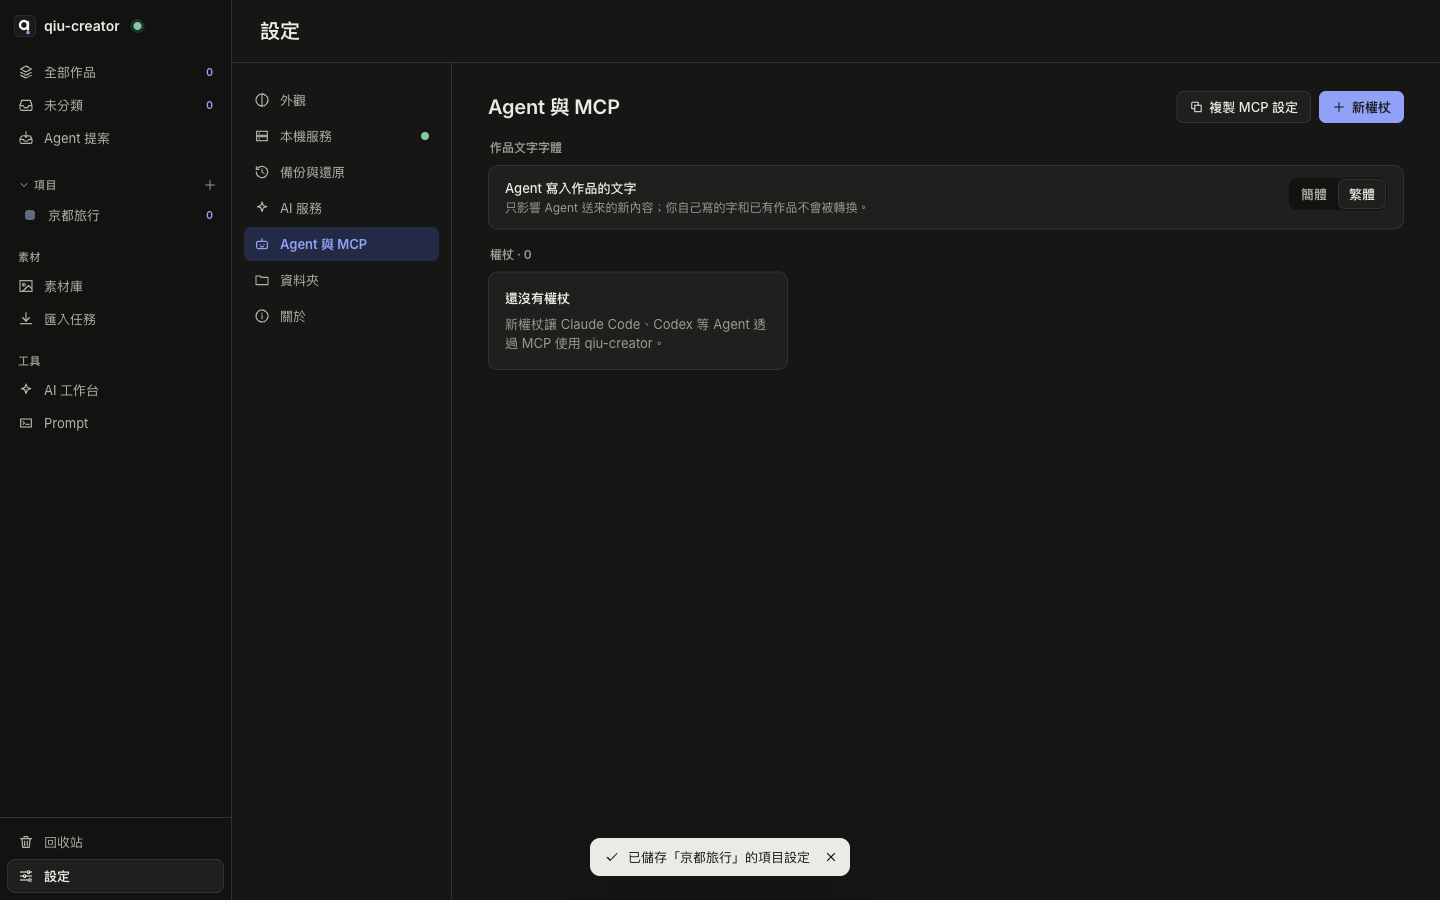 qiu-creator
全部作品 0
未分類 0
Agent 提案
項目
京都旅行 0
素材
素材庫
匯入任務
工具
AI 工作台
Prompt
回收站
設定
設定
外觀
本機服務
備份與還原
AI 服務
Agent 與 MCP
資料夾
關於
Agent 與 MCP
複製 MCP 設定
新權杖
作品文字字體
Agent 寫入作品的文字
只影響 Agent 送來的新內容；你自己寫的字和已有作品不會被轉換。
簡體
繁體
權杖 · 0
還沒有權杖
新權杖讓 Claude Code、Codex 等 Agent 透
過 MCP 使用 qiu-creator。
已儲存「京都旅行」的項目設定